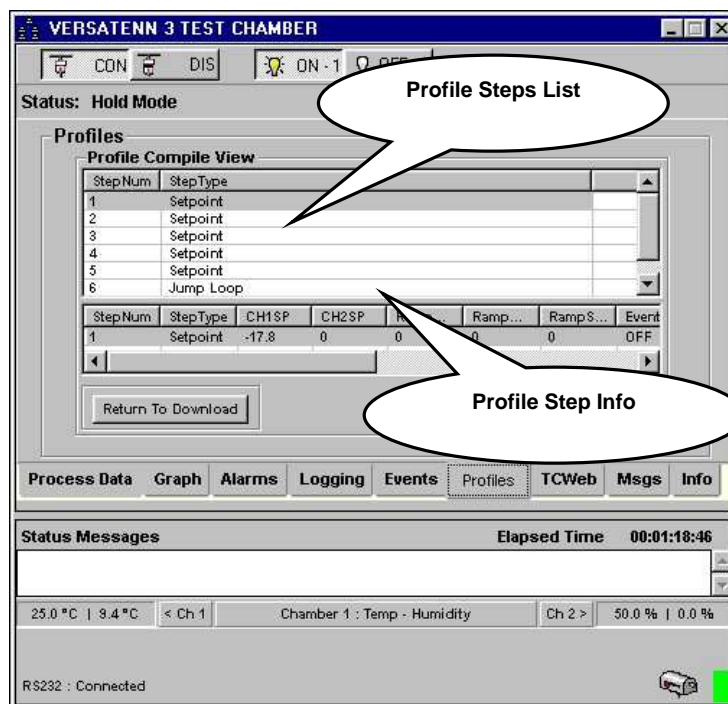 VERSATENN 3 TEST CHAMBER
CON DIS ON - 1
Profile Steps List
Status: Hold Mode
Profiles
Profile Compile View
StepNum StepType
1 Setpoint
2 Setpoint
3 Setpoint
4 Setpoint
5 Setpoint
6 Jump Loop
StepNum StepType CH1SP CH2SP Ramp... RampS... Event
1 Setpoint -17.8 0 0 0 0 OFF
Return To Download
Profile Step Info
Process Data Graph Alarms Logging Events Profiles TCWeb Msgs Info
Status Messages Elapsed Time 00:01:18:46
25.0 °C | 9.4 °C < Ch 1 Chamber 1 : Temp - Humidity Ch 2 > 50.0 % | 0.0 %
RS232 : Connected